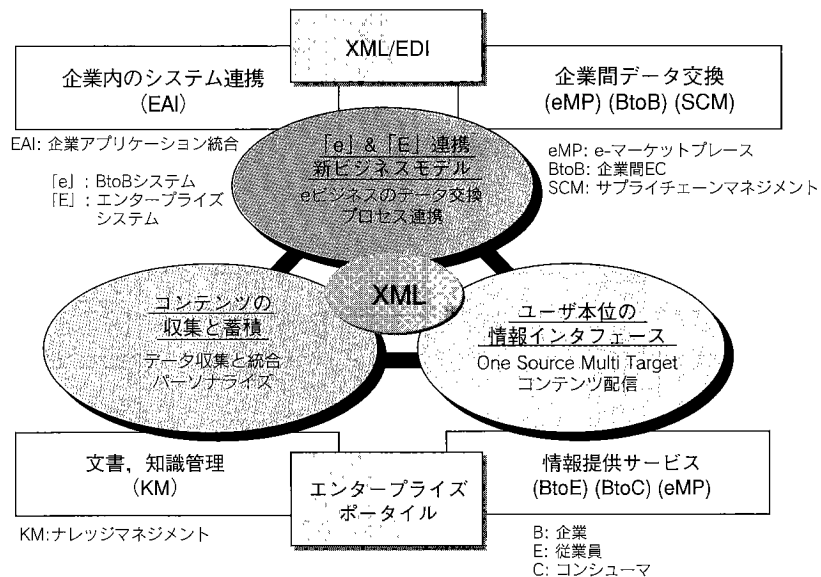 XML/EDI
企業内のシステム連携
(EAI)
企業間データ交換
(eMP) (BtoB) (SCM)
EAI: 企業アプリケーション統合
「e」: BtoBシステム
「E」: エンタープライズ
システム
eMP: e-マーケットプレース
BtoB: 企業間EC
SCM: サプライチェーンマネジメント
「e」&「E」連携
新ビジネスモデル
eビジネスのデータ交換
プロセス連携
XML
コンテンツの
収集と蓄積
データ収集と統合
パーソナライズ
ユーザ本位の
情報インタフェース
One Source Multi Target
コンテンツ配信
文書，知識管理
(KM)
エンタープライズ
ポータイル
情報提供サービス
(BtoE) (BtoC) (eMP)
KM:ナレッジマネジメント
B: 企業
E: 従業員
C: コンシューマ